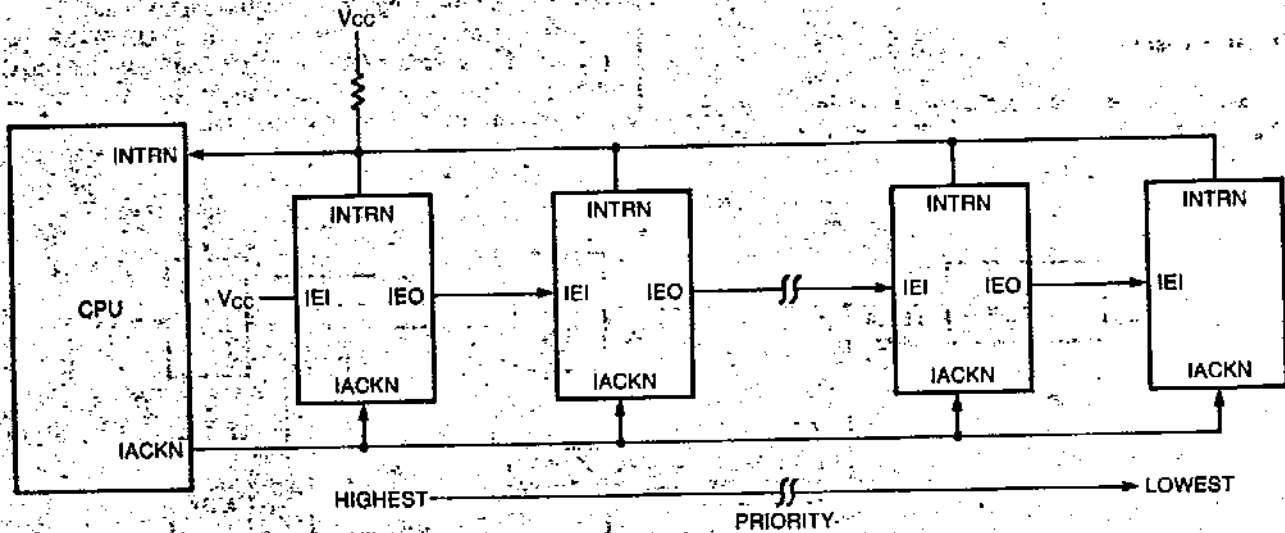 Vcc
INTRN
INTRN
INTRN
INTRN
INTRN
Vcc
IEI
IEO
IEI
IEO
IEI
IEO
IEI
CPU
IACKN
IACKN
IACKN
IACKN
IACKN
HIGHEST
LOWEST
PRIORITY